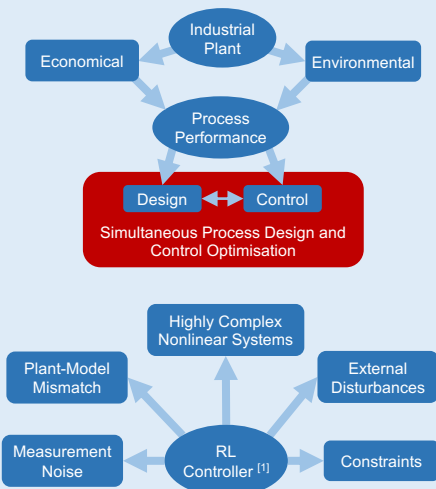 Industrial
Plant
Economical
Environmental
Process
Performance
Design
Control
Simultaneous Process Design and
Control Optimisation
Highly Complex
Nonlinear Systems
Plant-Model
Mismatch
External
Disturbances
Measurement
Noise
RL
Controller [1]
Constraints